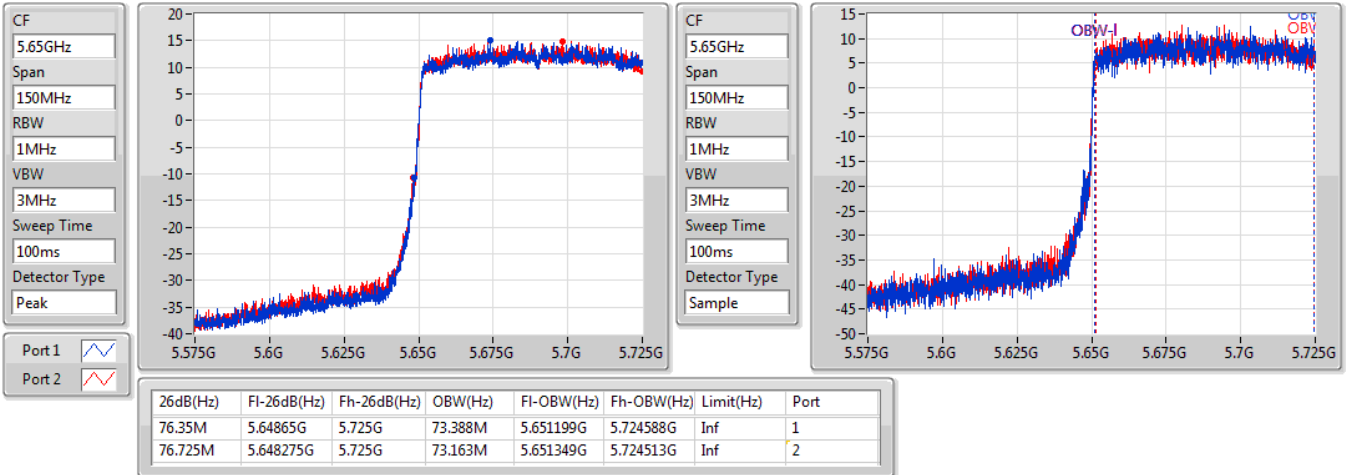 CF
5.65GHz
Span
150MHz
RBW
1MHz
VBW
3MHz
Sweep Time
100ms
Detector Type
Peak
Port 1
Port 2
20
15
10
5
0
-5
-10
-15
-20
-25
-30
-35
-40
5.575G 5.6G 5.625G 5.65G 5.675G 5.7G 5.725G
CF
5.65GHz
Span
150MHz
RBW
1MHz
VBW
3MHz
Sweep Time
100ms
Detector Type
Sample
15
10
5
0
-5
-10
-15
-20
-25
-30
-35
-40
-45
-50
OBW-l
5.575G 5.6G 5.625G 5.65G 5.675G 5.7G 5.725G
26dB(Hz) Fl-26dB(Hz) Fh-26dB(Hz) OBW(Hz) Fl-OBW(Hz) Fh-OBW(Hz) Limit(Hz) Port
76.35M 5.64865G 5.725G 73.388M 5.651199G 5.724588G Inf 1
76.725M 5.648275G 5.725G 73.163M 5.651349G 5.724513G Inf 2